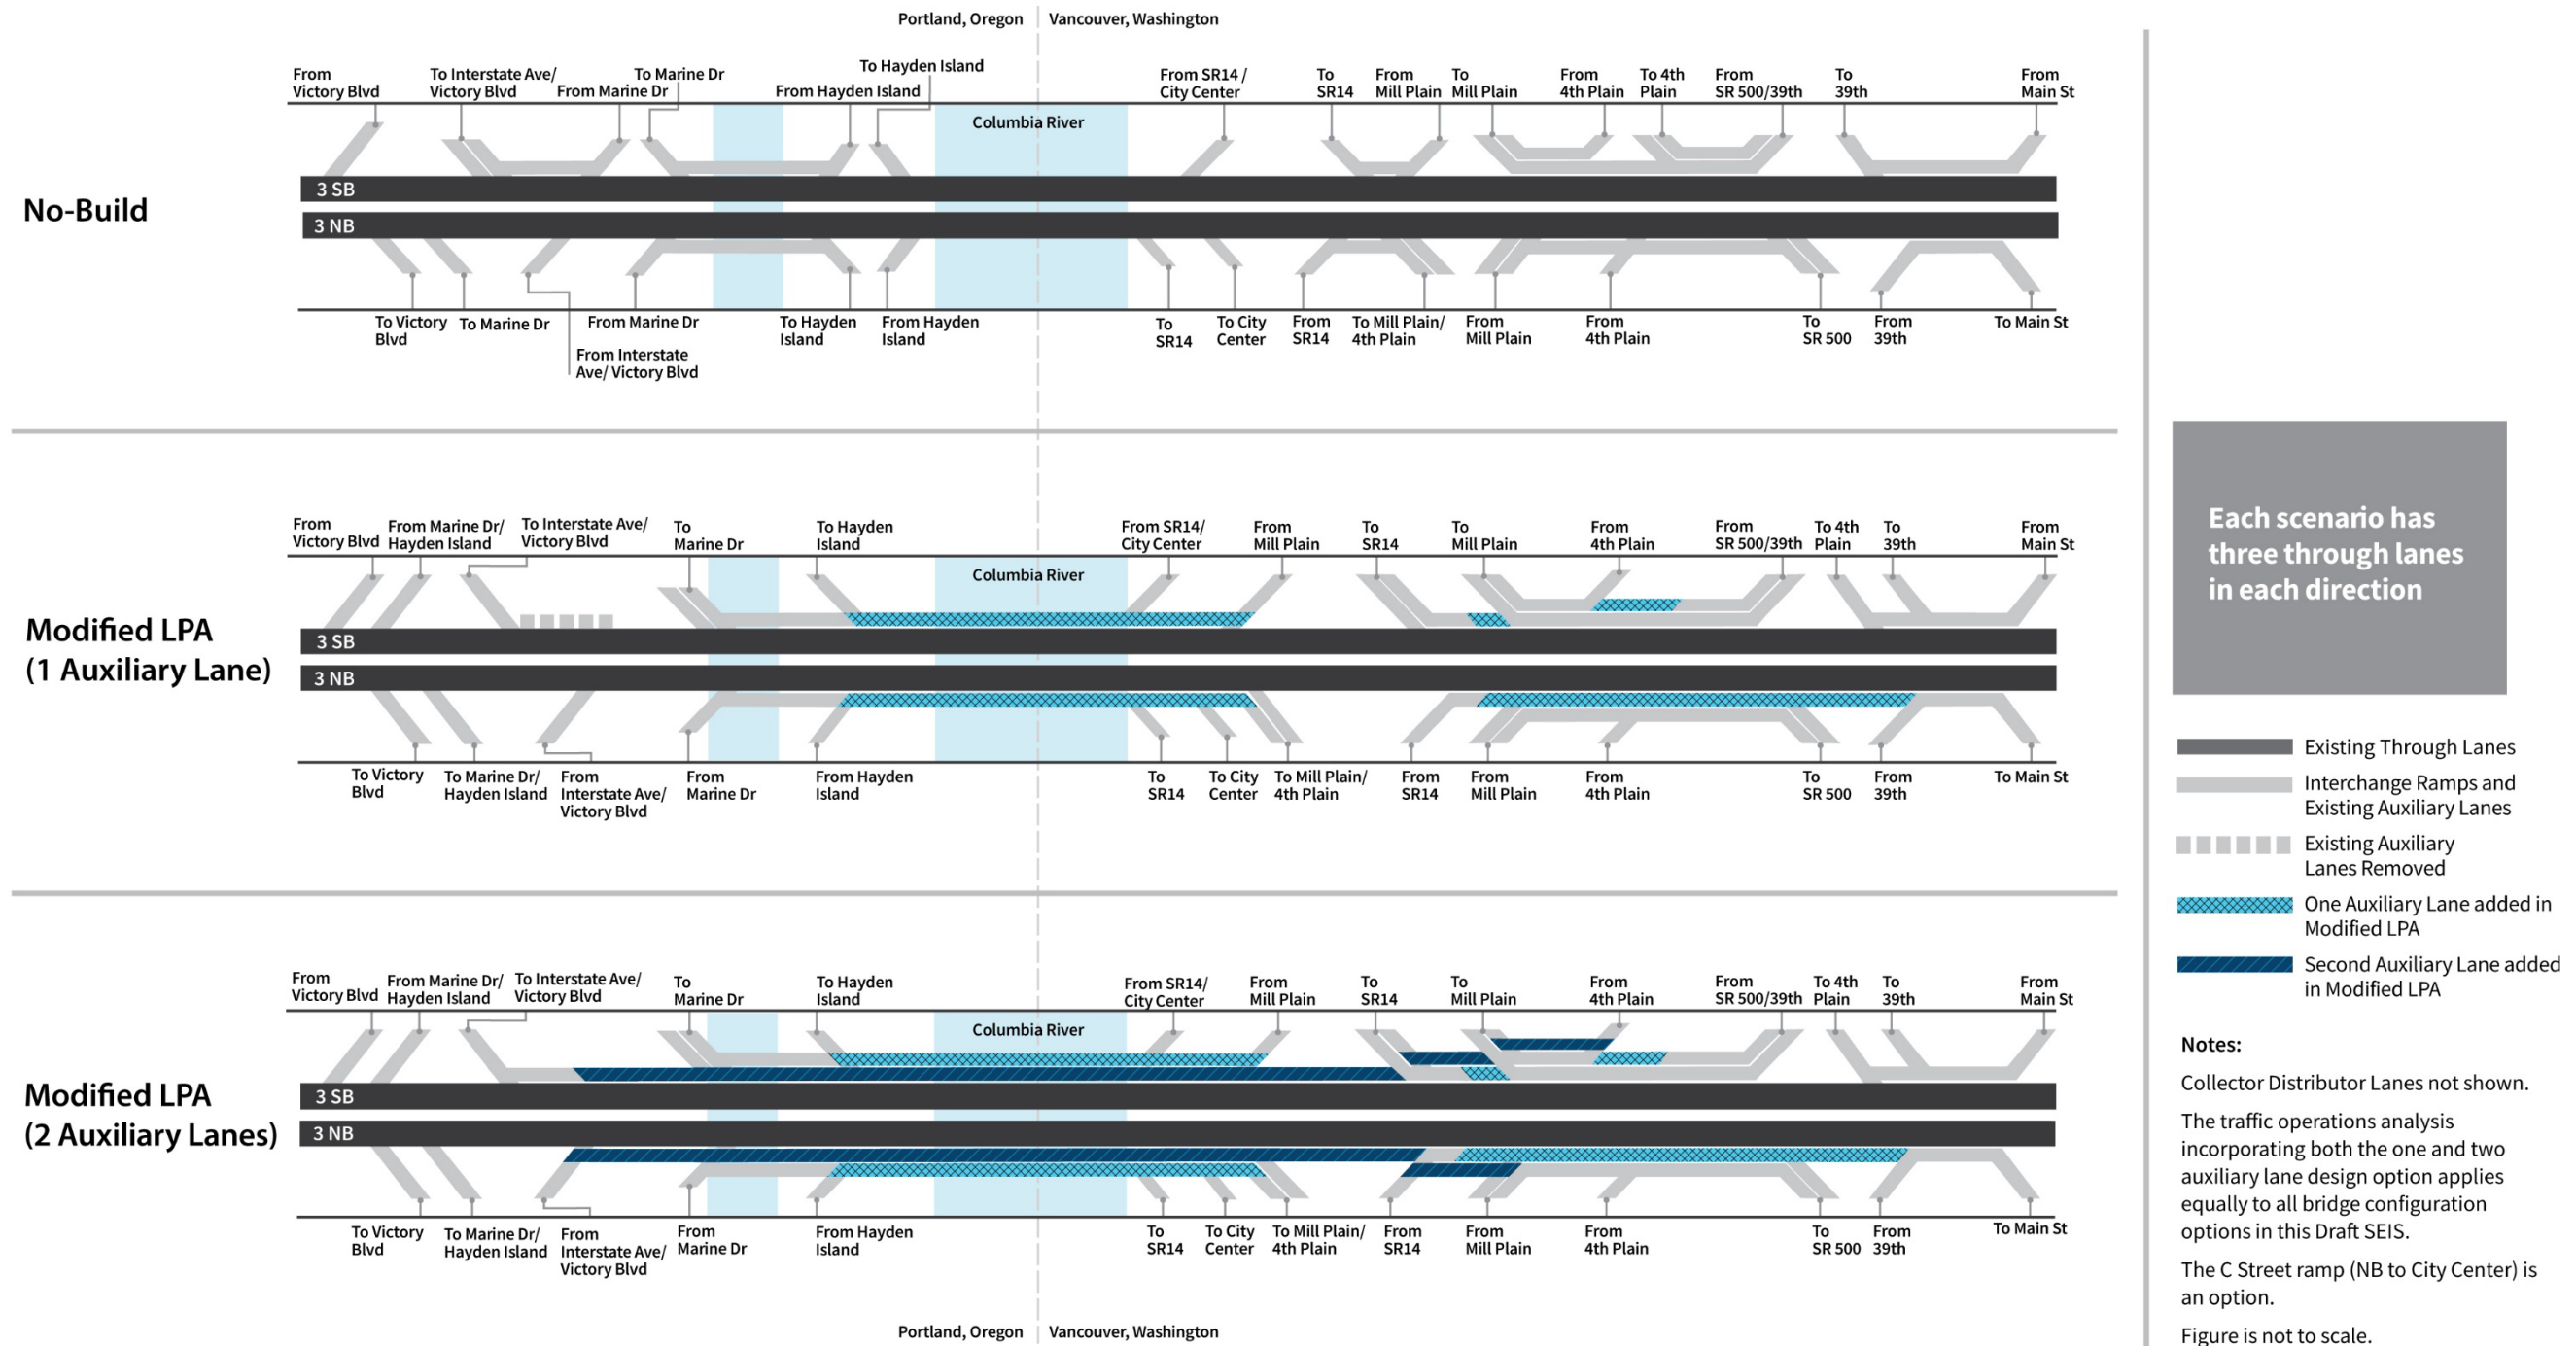 Portland, Oregon
Vancouver, Washington
No-Build
From
Victory Blvd
To Interstate Ave/
Victory Blvd
From Marine Dr
To Marine Dr
From Hayden Island
To Hayden Island
From SR14 /
City Center
To
SR14
From
Mill Plain
To
Mill Plain
From
4th Plain
To 4th
Plain
From
SR 500/39th
To
39th
From
Main St
Columbia River
3 SB
3 NB
To Victory
Blvd
To Marine Dr
From Interstate
Ave/ Victory Blvd
From Marine Dr
To Hayden
Island
From Hayden
Island
To
SR14
To City
Center
From
SR14
To Mill Plain/
4th Plain
From
Mill Plain
From
4th Plain
To
SR 500
From
39th
To Main St
Modified LPA
(1 Auxiliary Lane)
From
Victory Blvd
From Marine Dr/
Hayden Island
To Interstate Ave/
Victory Blvd
To
Marine Dr
To Hayden
Island
From SR14/
City Center
From
Mill Plain
To
SR14
To
Mill Plain
From
4th Plain
From
SR 500/39th
To 4th
Plain
To
39th
From
Main St
Columbia River
3 SB
3 NB
To Victory
Blvd
To Marine Dr/
Hayden Island
From
Interstate Ave/
Victory Blvd
From
Marine Dr
From Hayden
Island
To
SR14
To City
Center
To Mill Plain/
4th Plain
From
SR14
From
Mill Plain
From
4th Plain
To
SR 500
From
39th
To Main St
Modified LPA
(2 Auxiliary Lanes)
From
Victory Blvd
From Marine Dr/
Hayden Island
To Interstate Ave/
Victory Blvd
To
Marine Dr
To Hayden
Island
From SR14/
City Center
From
Mill Plain
To
SR14
To
Mill Plain
From
4th Plain
From
SR 500/39th
To 4th
Plain
To
39th
From
Main St
Columbia River
3 SB
3 NB
To Victory
Blvd
To Marine Dr/
Hayden Island
From
Interstate Ave/
Victory Blvd
From
Marine Dr
From Hayden
Island
To
SR14
To City
Center
To Mill Plain/
4th Plain
From
SR14
From
Mill Plain
From
4th Plain
To
SR 500
From
39th
To Main St
Portland, Oregon
Vancouver, Washington
Each scenario has
three through lanes
in each direction
Existing Through Lanes
Interchange Ramps and
Existing Auxiliary Lanes
Existing Auxiliary
Lanes Removed
One Auxiliary Lane added in
Modified LPA
Second Auxiliary Lane added
in Modified LPA
Notes:
Collector Distributor Lanes not shown.
The traffic operations analysis
incorporating both the one and two
auxiliary lane design option applies
equally to all bridge configuration
options in this Draft SEIS.
The C Street ramp (NB to City Center) is
an option.
Figure is not to scale.